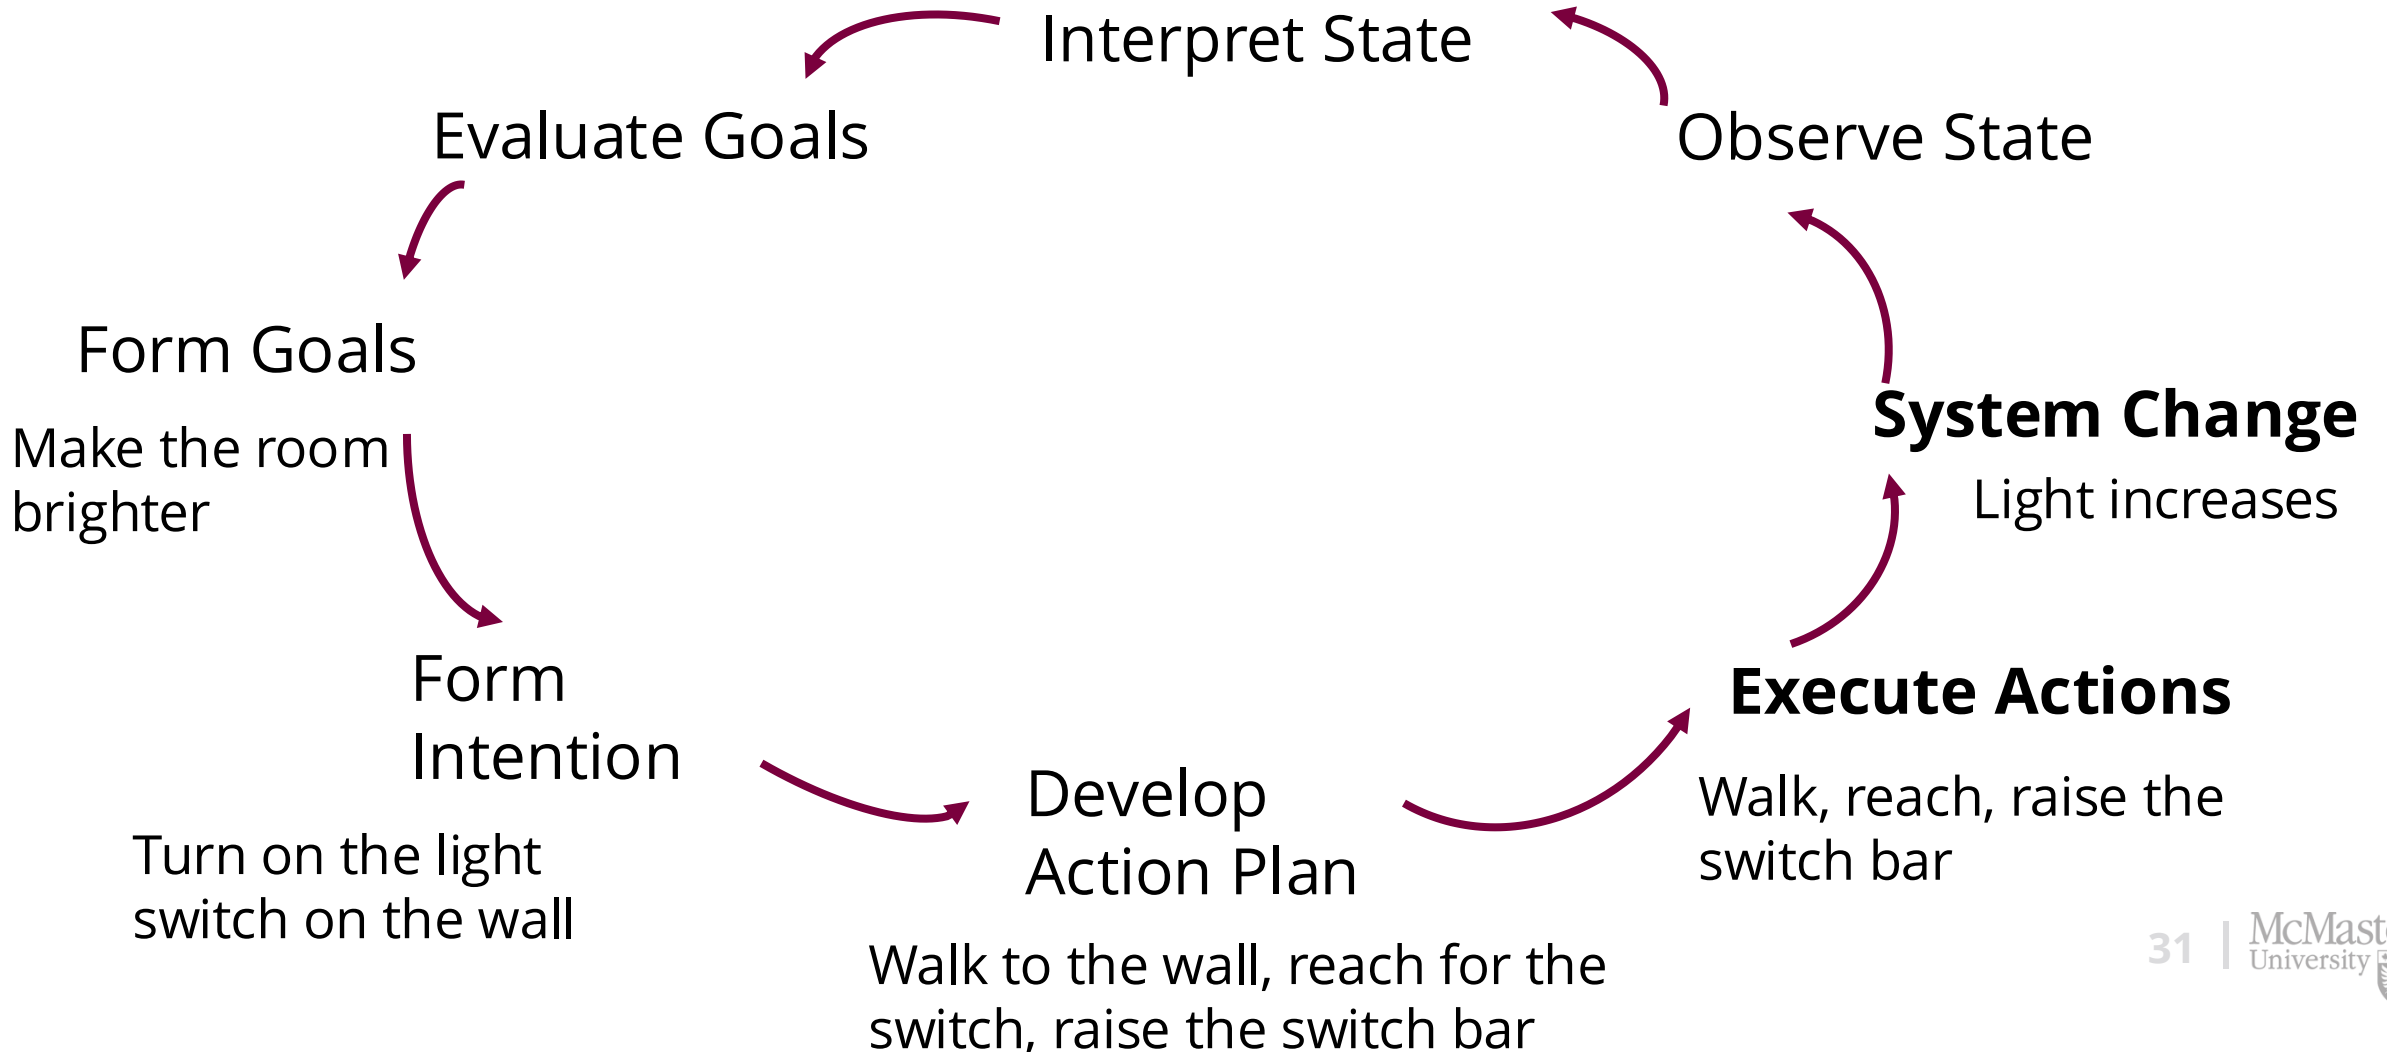 Interpret State
Evaluate Goals
Observe State
Form Goals
Make the room
brighter
System Change
Light increases
Form
Intention
Turn on the light
switch on the wall
Develop
Action Plan
Walk to the wall, reach for the
switch, raise the switch bar
Execute Actions
Walk, reach, raise the
switch bar
31
McMast
University